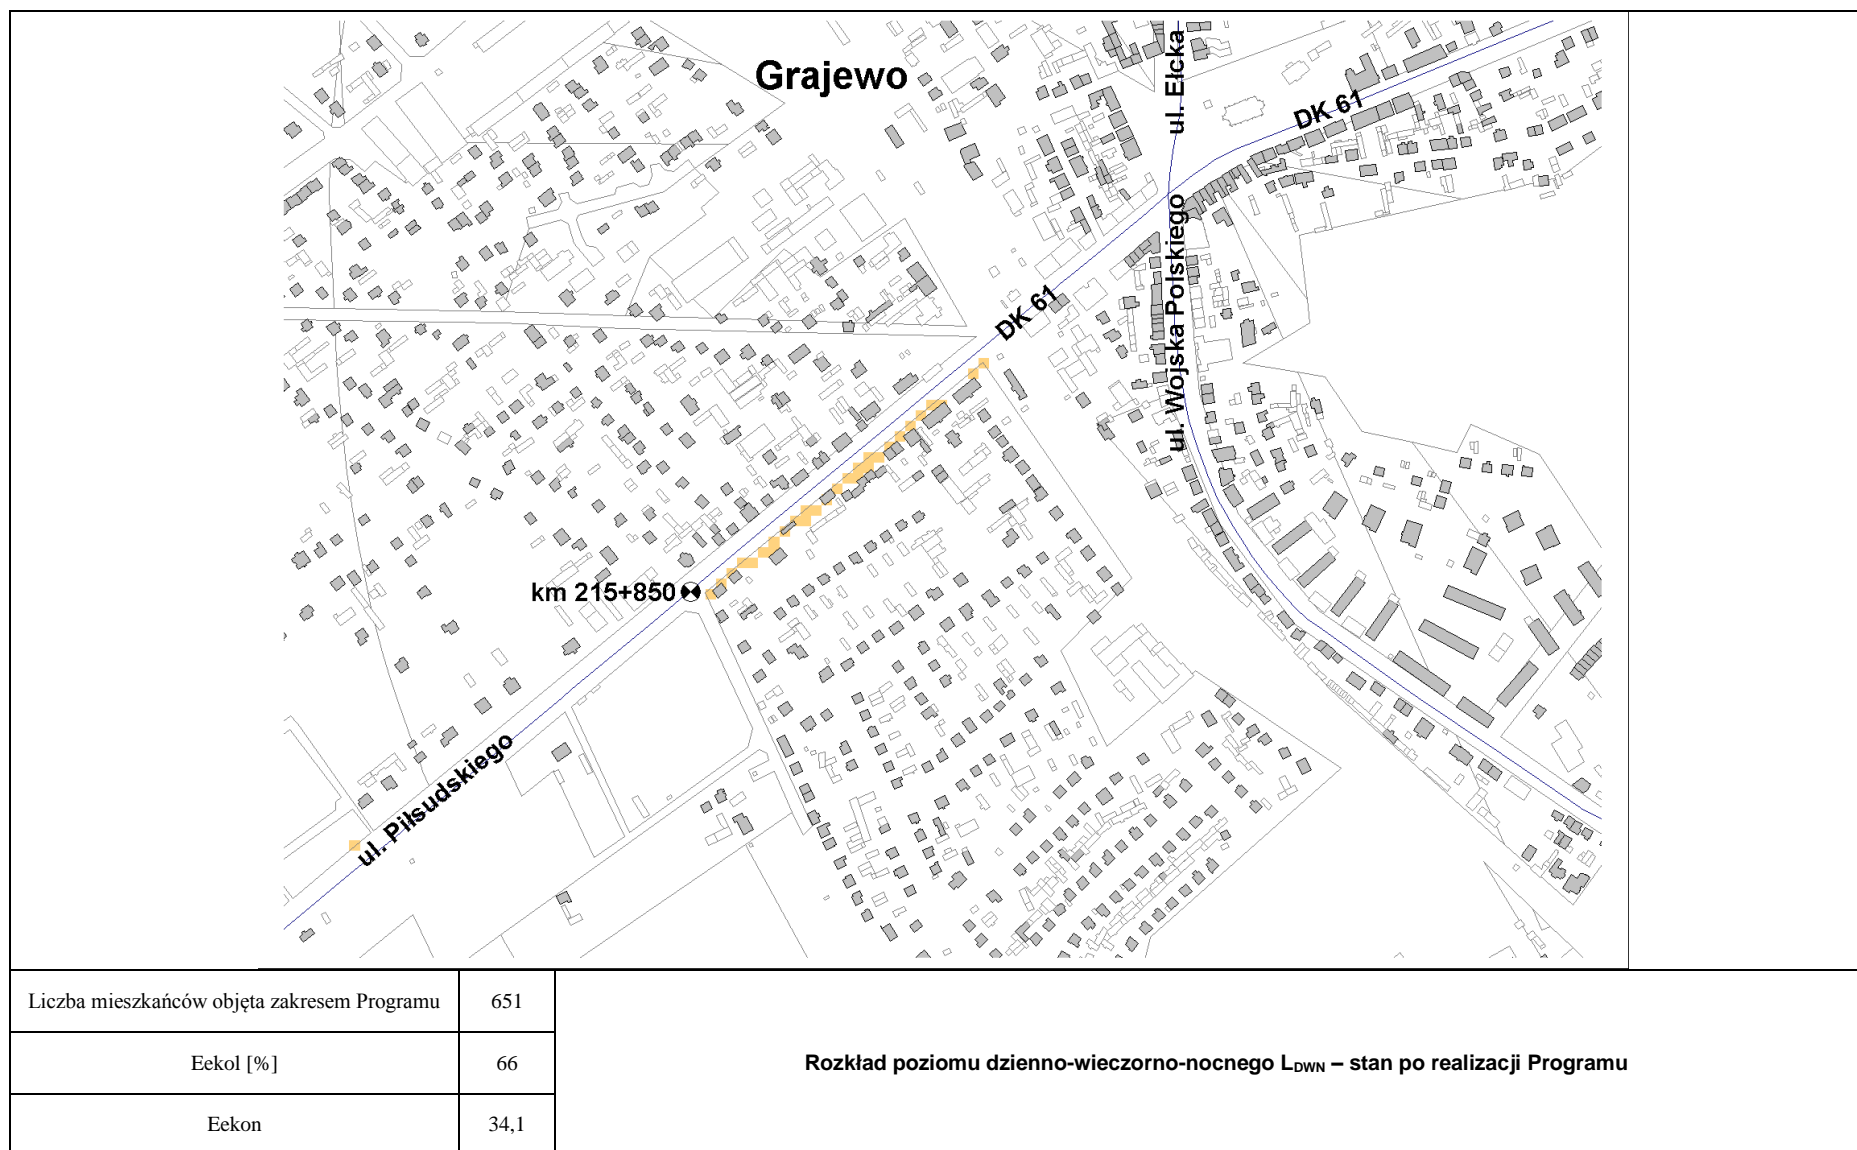 Grajewo
ul. Ełcka
DK 61
ul. Wojska Polskiego
DK 61
km 215+850
ul. Piłsudskiego
Liczba mieszkańców objęta zakresem Programu 651
Eekol [%] 66
Rozkład poziomu dzienno-wieczorno-nocnego LDWN – stan po realizacji Programu
Eekon 34,1